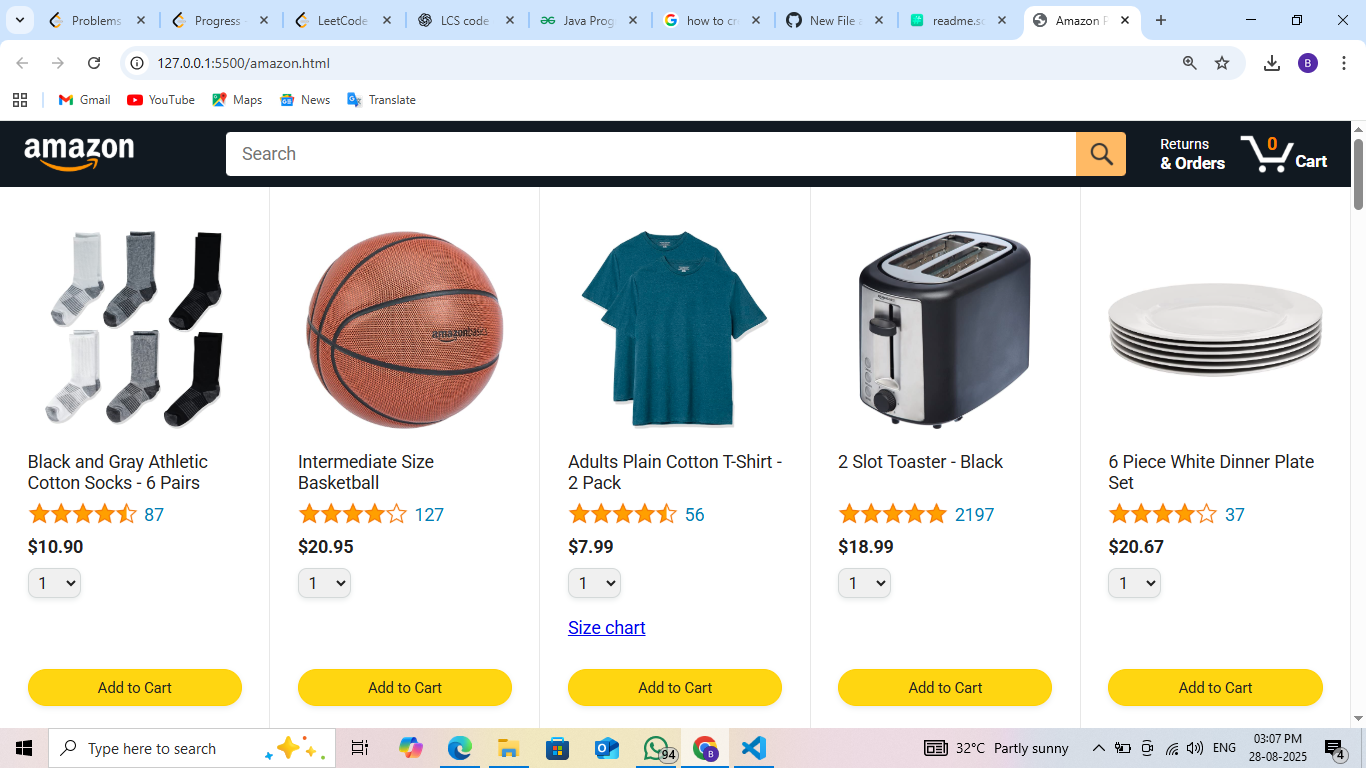 Problems
Progress -
LeetCode
LCS code
Java Prog
how to cr
New File a
readme.so
Amazon P
127.0.0.1:5500/amazon.html
B
Gmail
YouTube
Maps
News
Translate
amazon
Search
Returns
& Orders
0
Cart
amazonbasics
Black and Gray Athletic
Cotton Socks - 6 Pairs
87
$10.90
1
Add to Cart
Intermediate Size
Basketball
127
$20.95
1
Add to Cart
Adults Plain Cotton T-Shirt -
2 Pack
56
$7.99
1
Size chart
Add to Cart
2 Slot Toaster - Black
2197
$18.99
1
Add to Cart
6 Piece White Dinner Plate
Set
37
$20.67
1
Add to Cart
Type here to search
94
B
32°C Partly sunny
ENG
03:07 PM
28-08-2025
4